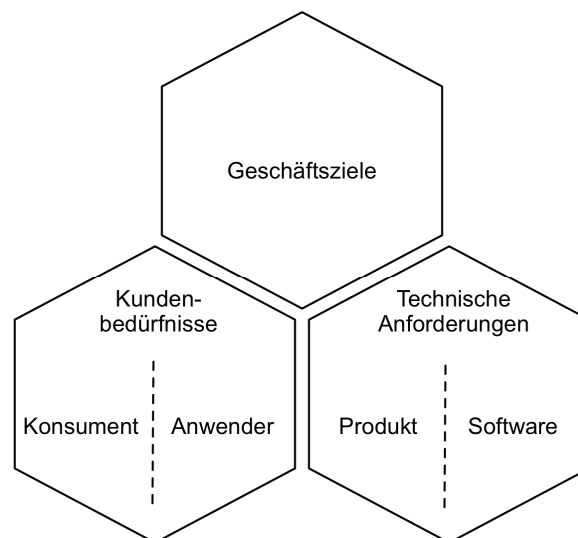 Geschäftsziele
Kunden-
bedürfnisse
Technische
Anforderungen
Konsument
Anwender
Produkt
Software